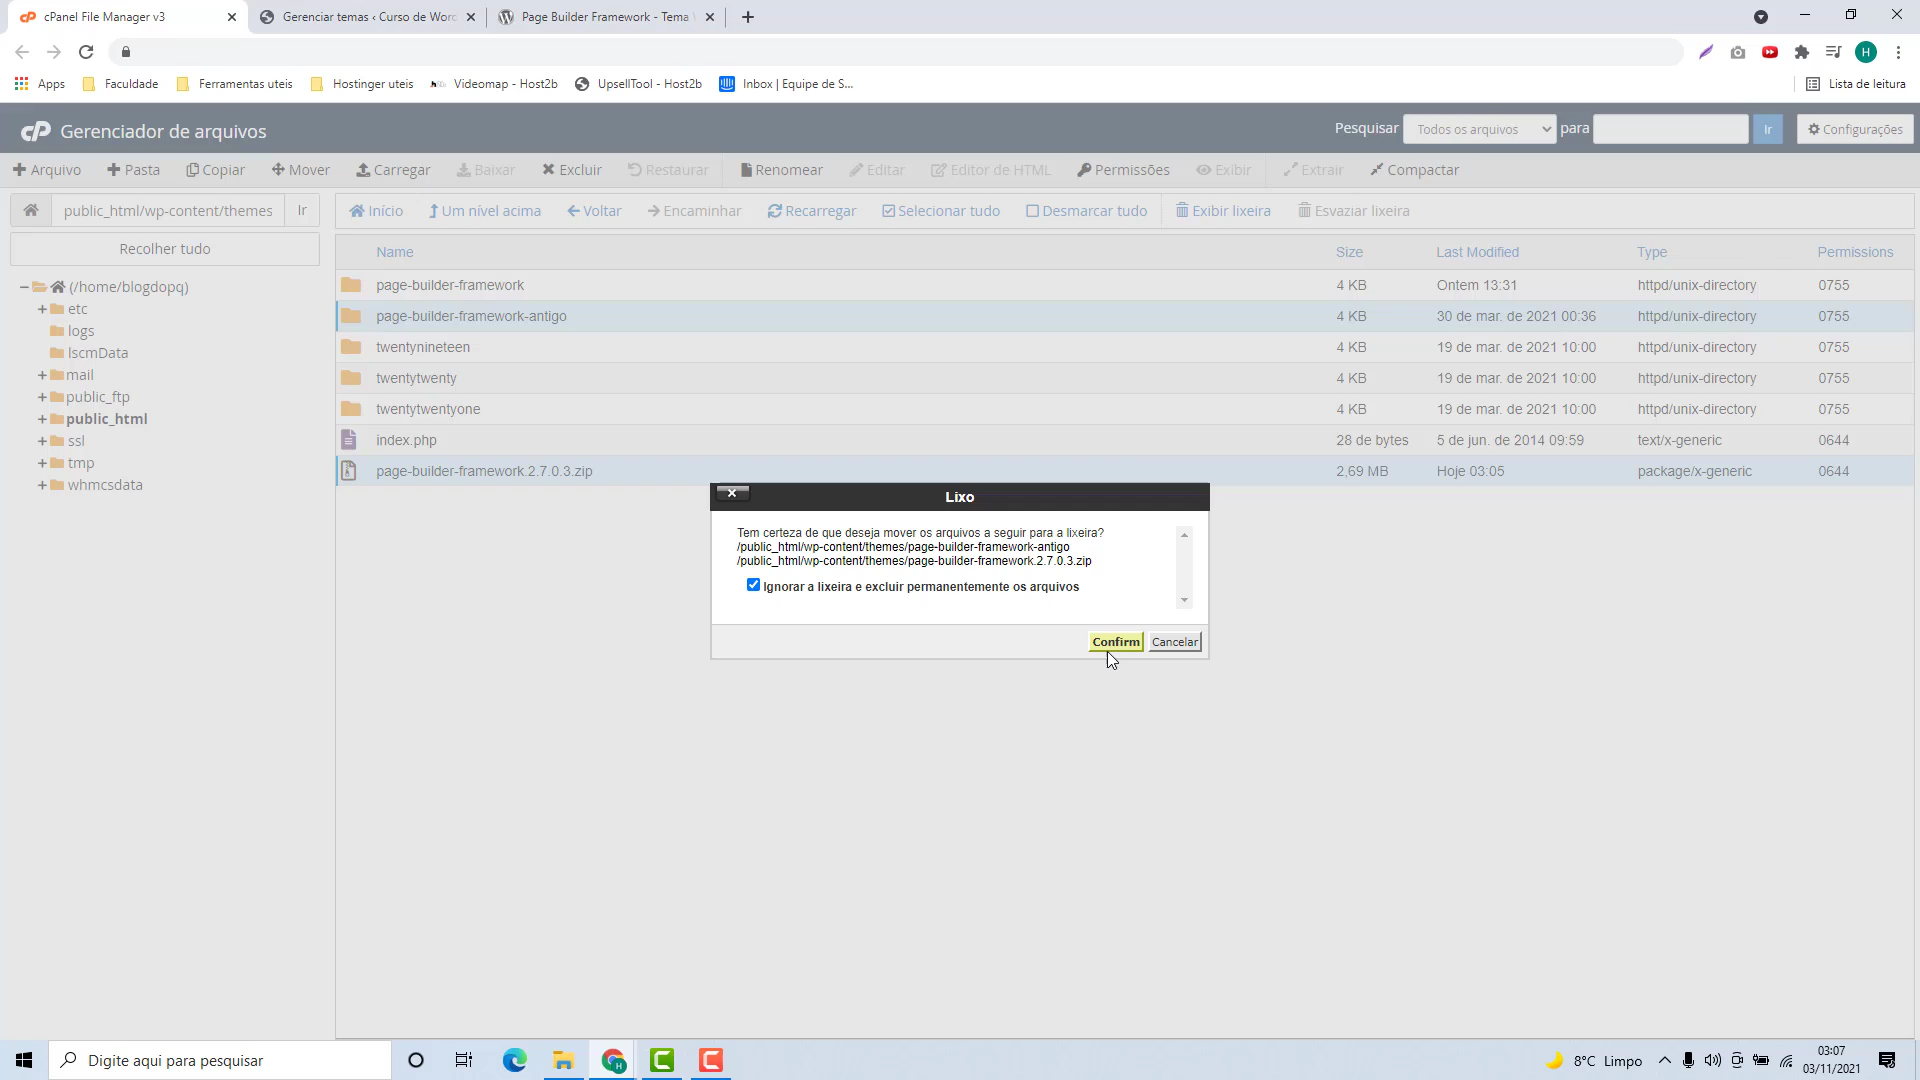 cPanel File Manager v3
Gerenciar temas ‹ Curso de Word
Page Builder Framework - Tema
H
Apps
Faculdade
Ferramentas uteis
Hostinger uteis
Videomap - Host2b
UpsellTool - Host2b
Inbox | Equipe de S...
Lista de leitura
cP Gerenciador de arquivos
Pesquisar
Todos os arquivos
para
Ir
Configurações
Arquivo
Pasta
Copiar
Mover
Carregar
Baixar
Excluir
Restaurar
Renomear
Editar
Editor de HTML
Permissões
Exibir
Extrair
Compactar
public_html/wp-content/themes
Ir
Início
Um nível acima
Voltar
Encaminhar
Recarregar
Selecionar tudo
Desmarcar tudo
Exibir lixeira
Esvaziar lixeira
Recolher tudo
(/home/blogdopq)
etc
logs
lscmData
mail
public_ftp
public_html
ssl
tmp
whmcsdata
Name Size Last Modified Type Permissions
page-builder-framework 4 KB Ontem 13:31 httpd/unix-directory 0755
page-builder-framework-antigo 4 KB 30 de mar. de 2021 00:36 httpd/unix-directory 0755
twentynineteen 4 KB 19 de mar. de 2021 10:00 httpd/unix-directory 0755
twentytwenty 4 KB 19 de mar. de 2021 10:00 httpd/unix-directory 0755
twentytwentyone 4 KB 19 de mar. de 2021 10:00 httpd/unix-directory 0755
index.php 28 de bytes 5 de jun. de 2014 09:59 text/x-generic 0644
page-builder-framework.2.7.0.3.zip 2,69 MB Hoje 03:05 package/x-generic 0644
Lixo
Tem certeza de que deseja mover os arquivos a seguir para a lixeira?
/public_html/wp-content/themes/page-builder-framework-antigo
/public_html/wp-content/themes/page-builder-framework.2.7.0.3.zip
Ignorar a lixeira e excluir permanentemente os arquivos
Confirm
Cancelar
Digite aqui para pesquisar
8°C Limpo
03:07
03/11/2021